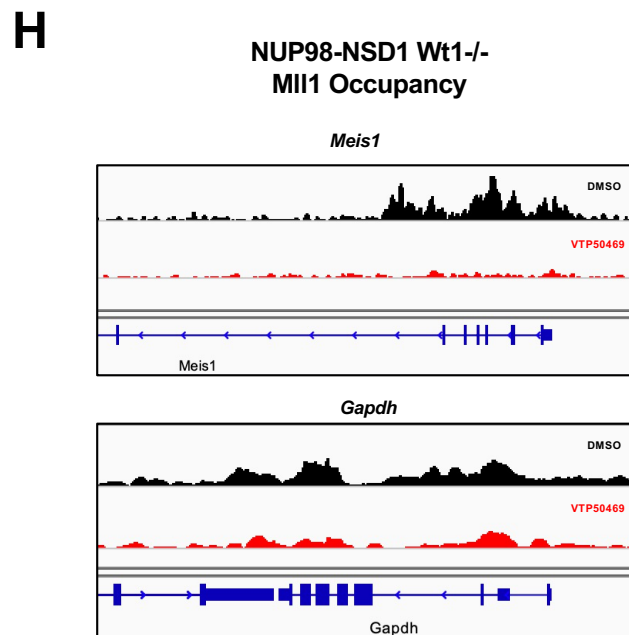 H
NUP98-NSD1 Wt1-/-
Mll1 Occupancy
Meis1
DMSO
VTP50469
Meis1
Gapdh
DMSO
VTP50469
Gapdh